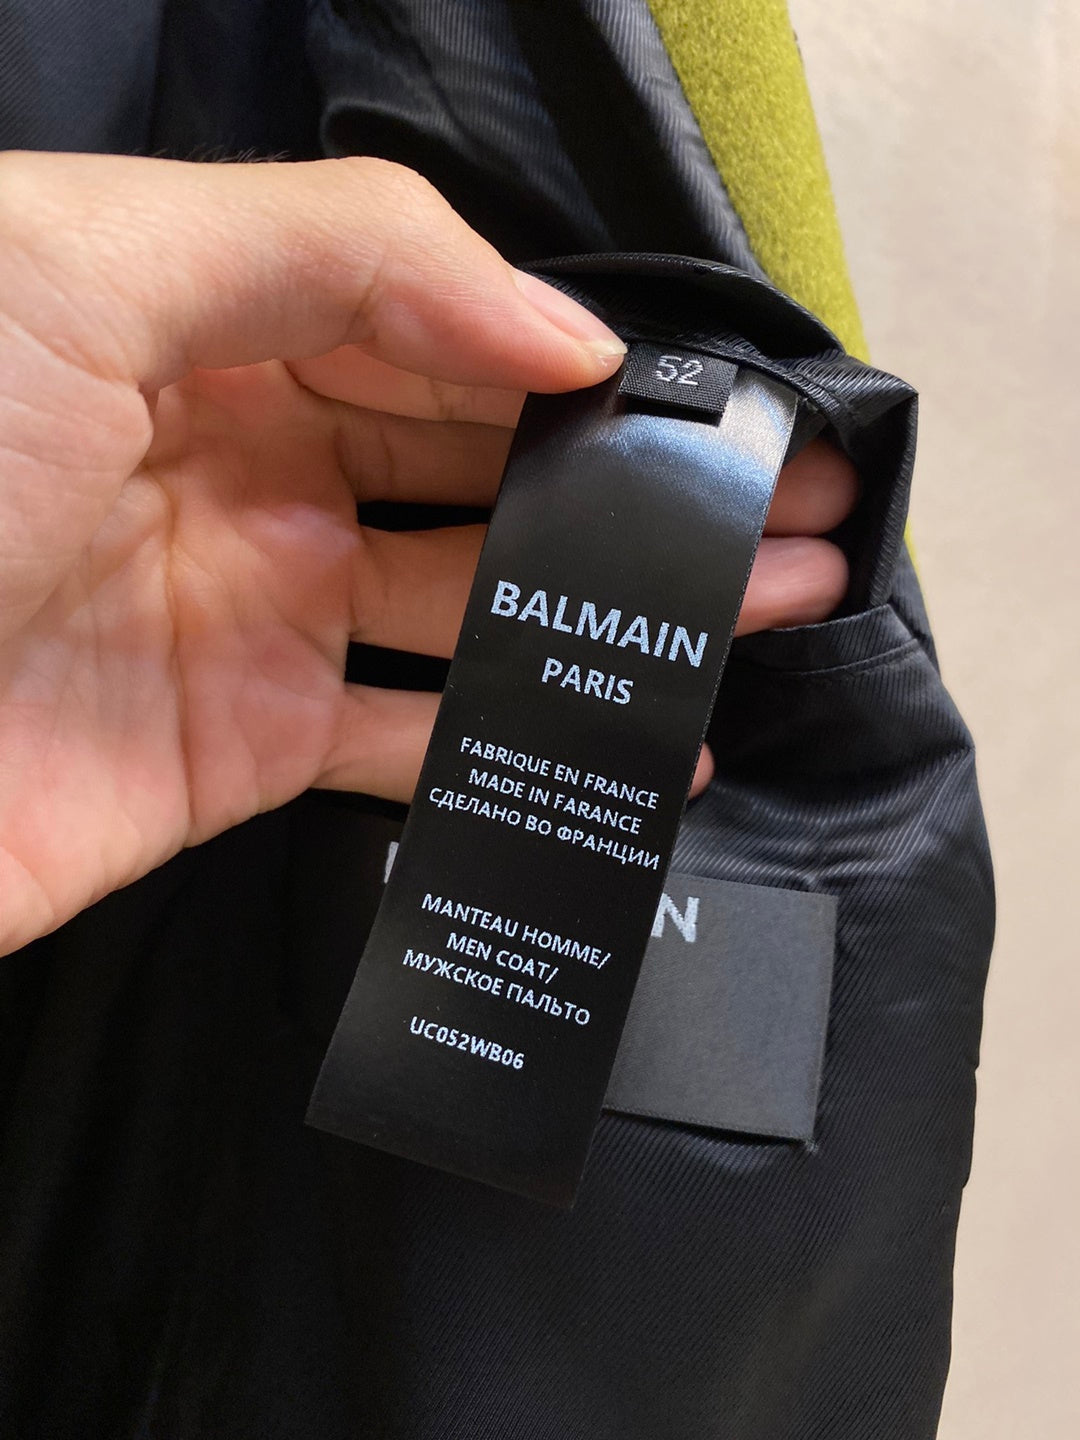 52
BALMAIN
PARIS
FABRIQUE EN FRANCE
MADE IN FARANCE
СДЕЛАНО ВО ФРАНЦИИ
MANTEAU HOMME/
MEN COAT/
МУЖСКОЕ ПАЛЬТО
UC052WB06